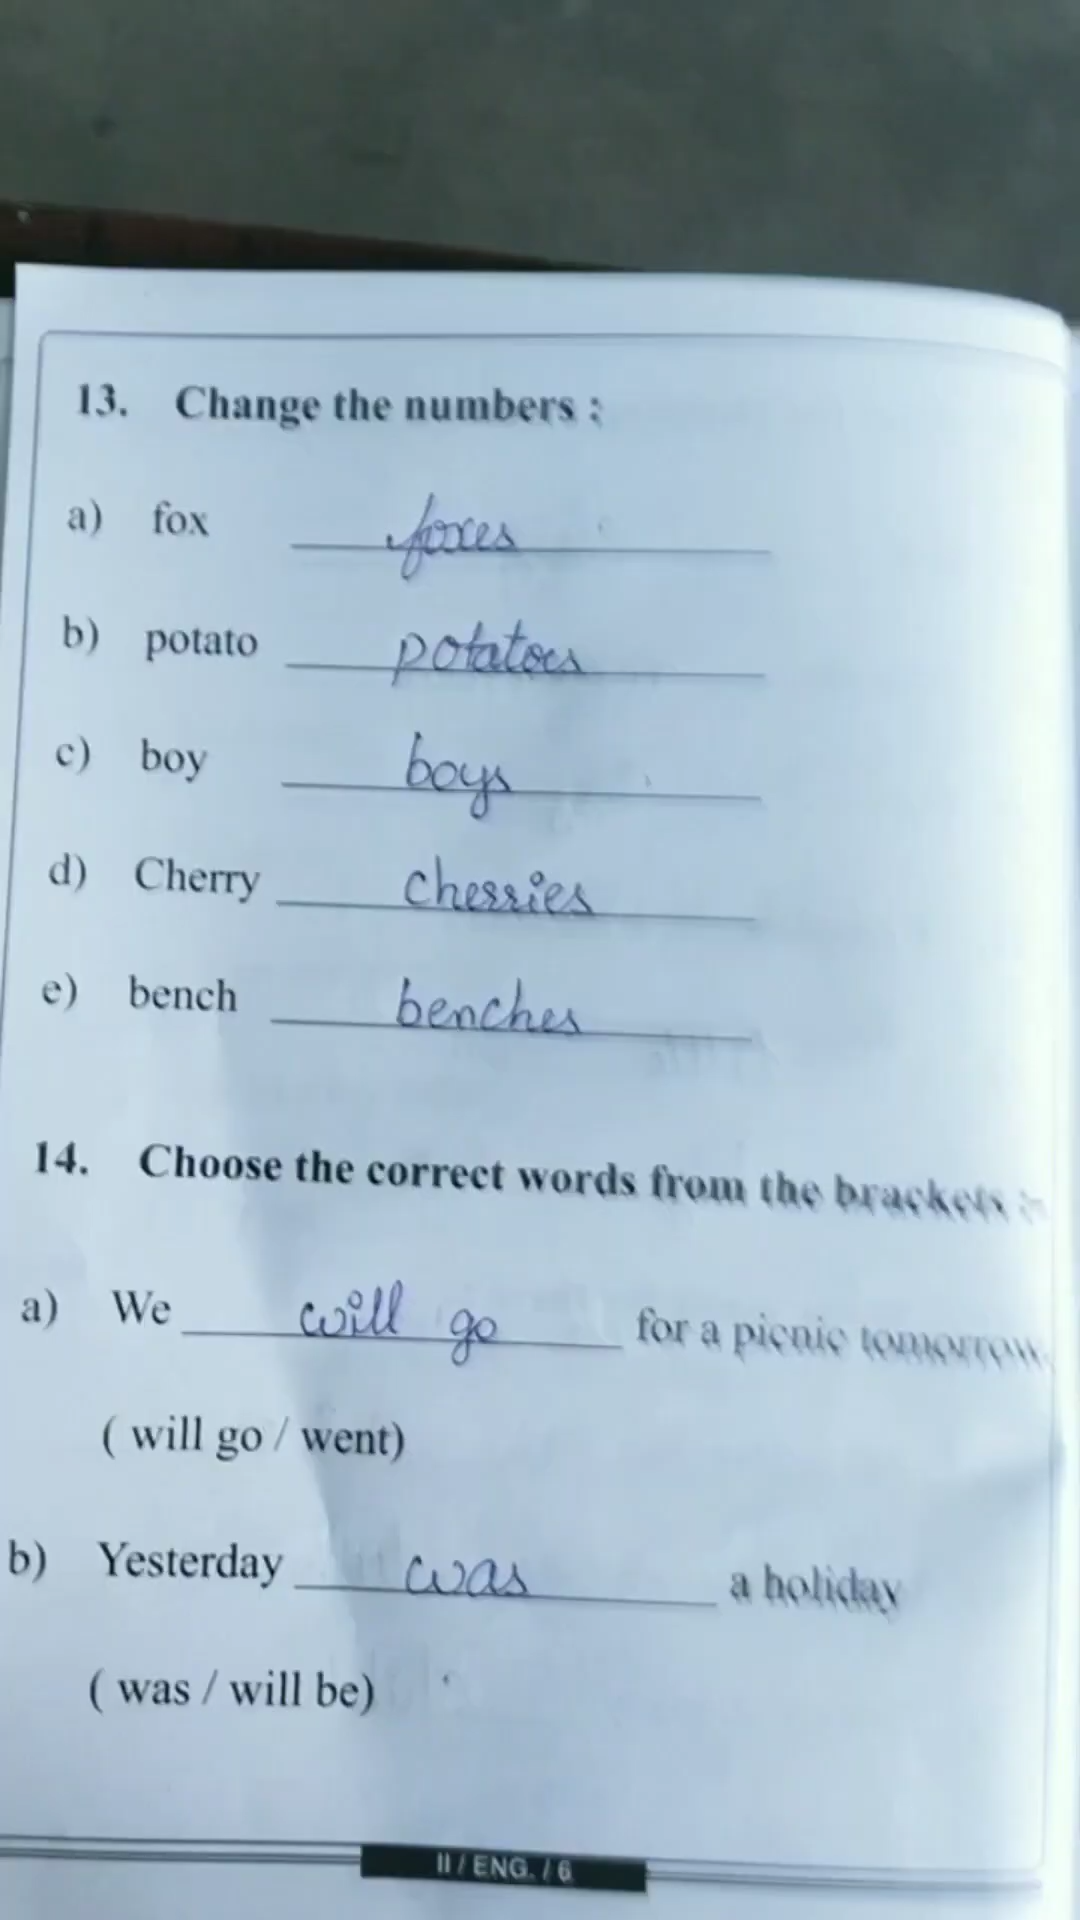 13. Change the numbers :
a) fox foxes
b) potato potatoes
c) boy boys
d) Cherry cherries
e) bench benches
14. Choose the correct words from the brackets :-
a) We will go for a picnic tomorrow.
( will go / went)
b) Yesterday was a holiday
( was / will be)
II / ENG. / 6